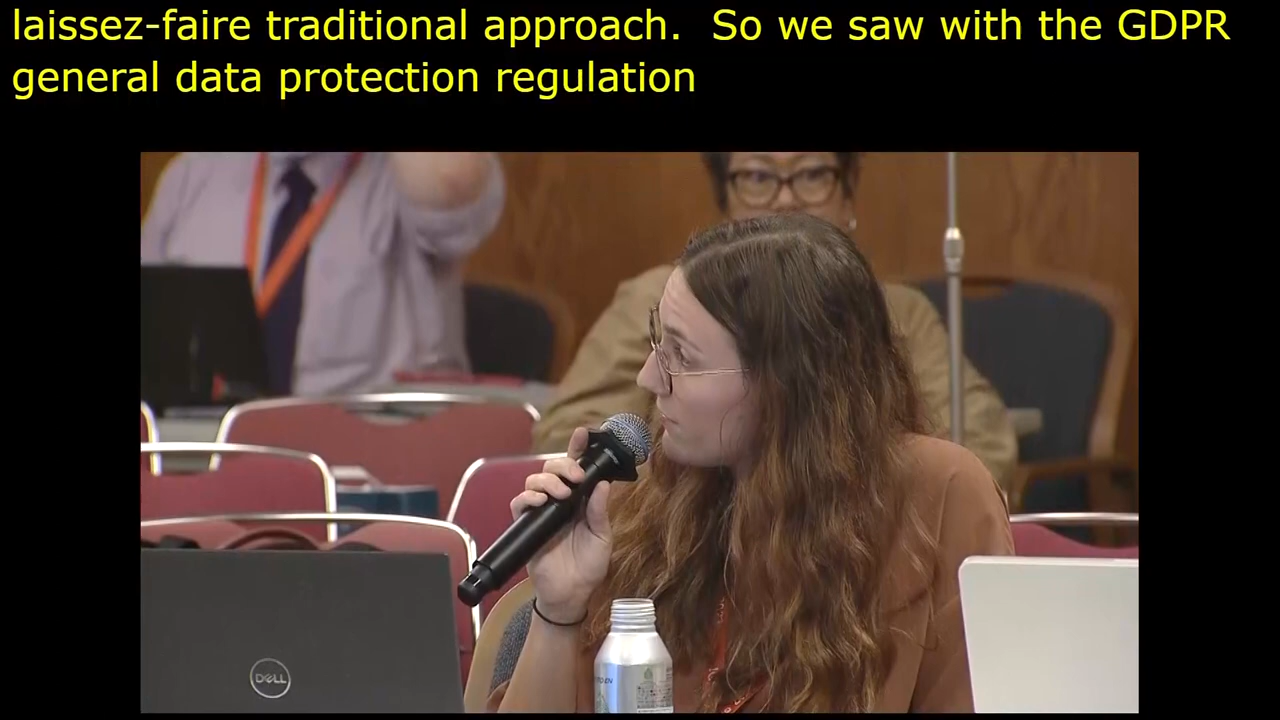 laissez-faire traditional approach.  So we saw with the GDPR
general data protection regulation
DELL